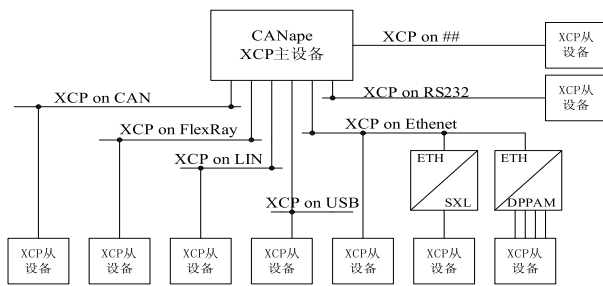 CANape
XCP主设备
XCP on ##
XCP从
设备
XCP on RS232
XCP从
设备
XCP on CAN
XCP on FlexRay
XCP on Ethenet
XCP on LIN
ETH
SXL
ETH
DPPAM
XCP on USB
XCP从
设备
XCP从
设备
XCP从
设备
XCP从
设备
XCP从
设备
XCP从
设备
XCP从
设备